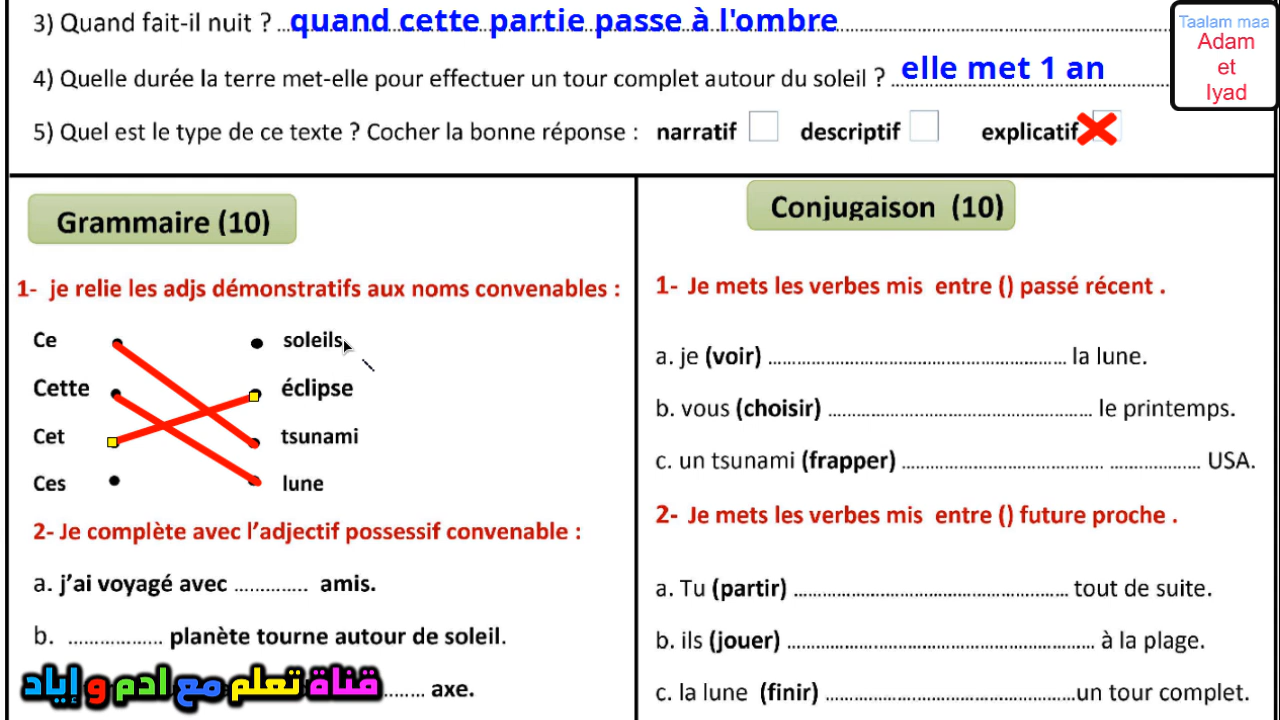 3) Quand fait-il nuit ? ...quand cette partie passe à l'ombre
Taalam maa
Adam
et
Iyad
4) Quelle durée la terre met-elle pour effectuer un tour complet autour du soleil ? elle met 1 an
5) Quel est le type de ce texte ? Cocher la bonne réponse : narratif descriptif explicatif
Grammaire (10)
1- je relie les adjs démonstratifs aux noms convenables :
Ce soleils
Cette éclipse
Cet tsunami
Ces lune
2- Je complète avec l'adjectif possessif convenable :
a. j'ai voyagé avec ............. amis.
b. .................. planète tourne autour de soleil.
........ axe.
قناة تعلم مع ادم و إياد
Conjugaison (10)
1- Je mets les verbes mis entre () passé récent .
a. je (voir) .................................................. la lune.
b. vous (choisir) ............................................. le printemps.
c. un tsunami (frapper) .................................. ............... USA.
2- Je mets les verbes mis entre () future proche .
a. Tu (partir) .............................................. tout de suite.
b. ils (jouer) .................................................... à la plage.
c. la lune (finir) ..........................................un tour complet.